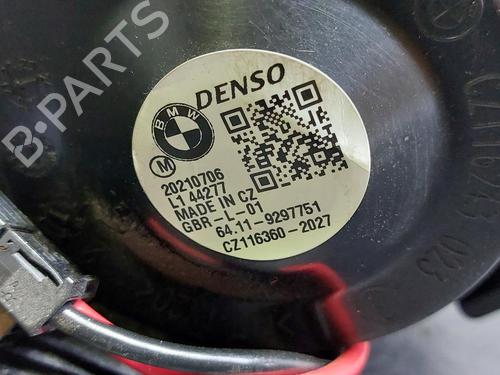 B-PARTS
BMW
DENSO
M
20210706
L1 44277
MADE IN CZ
GBR-L-01
64.11-9297751
CZ116360-2027